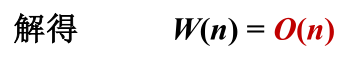 解得 W(n) = O(n)